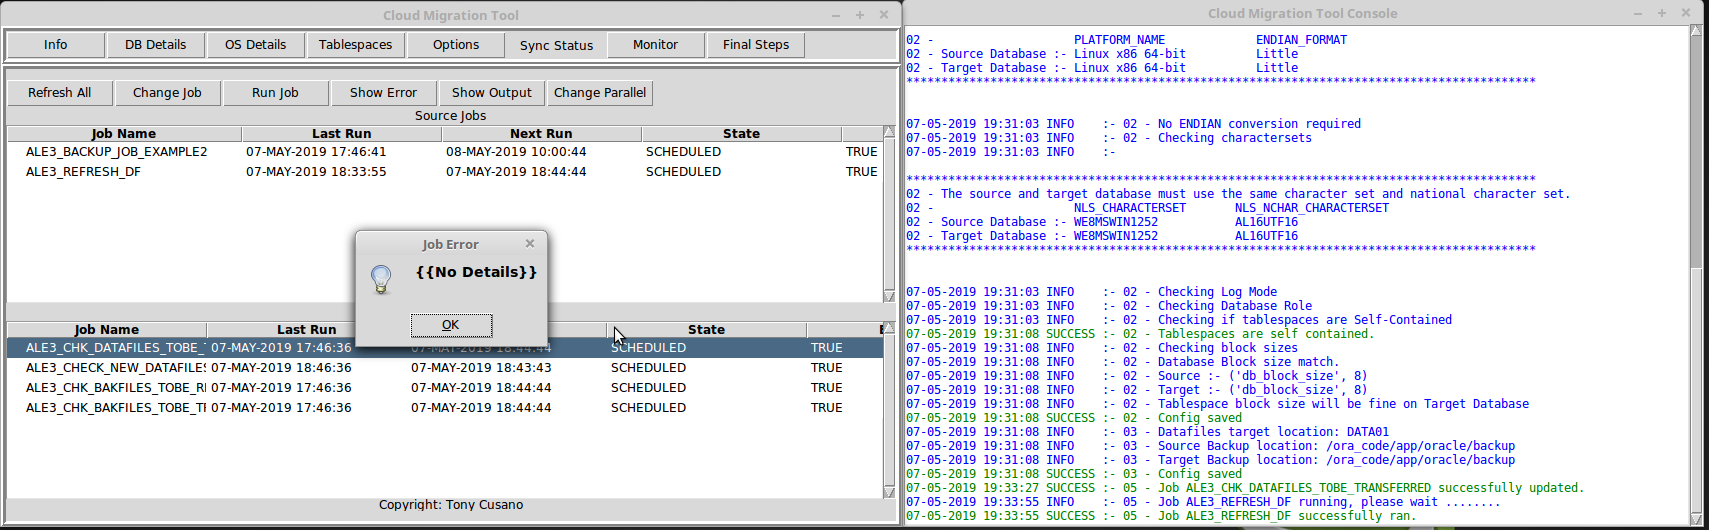 Cloud Migration Tool
Info DB Details OS Details Tablespaces Options Sync Status Monitor Final Steps
Refresh All Change Job Run Job Show Error Show Output Change Parallel
Source Jobs
Job Name Last Run Next Run State
ALE3_BACKUP_JOB_EXAMPLE2 07-MAY-2019 17:46:41 08-MAY-2019 10:00:44 SCHEDULED TRUE
ALE3_REFRESH_DF 07-MAY-2019 18:33:55 07-MAY-2019 18:44:44 SCHEDULED TRUE
Job Error
{{No Details}}
OK
Job Name Last Run State
ALE3_CHK_DATAFILES_TOBE_ 07-MAY-2019 17:46:36 07-MAY-2019 18:44:44 SCHEDULED TRUE
ALE3_CHECK_NEW_DATAFILES 07-MAY-2019 18:46:36 07-MAY-2019 18:43:43 SCHEDULED TRUE
ALE3_CHK_BAKFILES_TOBE_RI 07-MAY-2019 17:46:36 07-MAY-2019 18:44:44 SCHEDULED TRUE
ALE3_CHK_BAKFILES_TOBE_TI 07-MAY-2019 17:46:36 07-MAY-2019 18:44:44 SCHEDULED TRUE
Copyright: Tony Cusano
Cloud Migration Tool Console
02 - PLATFORM_NAME ENDIAN_FORMAT
02 - Source Database :- Linux x86 64-bit Little
02 - Target Database :- Linux x86 64-bit Little
******************************************************************************************
07-05-2019 19:31:03 INFO :- 02 - No ENDIAN conversion required
07-05-2019 19:31:03 INFO :- 02 - Checking charactersets
07-05-2019 19:31:03 INFO :-
******************************************************************************************
02 - The source and target database must use the same character set and national character set.
02 - NLS_CHARACTERSET NLS_NCHAR_CHARACTERSET
02 - Source Database :- WE8MSWIN1252 AL16UTF16
02 - Target Database :- WE8MSWIN1252 AL16UTF16
******************************************************************************************
07-05-2019 19:31:03 INFO :- 02 - Checking Log Mode
07-05-2019 19:31:03 INFO :- 02 - Checking Database Role
07-05-2019 19:31:03 INFO :- 02 - Checking if tablespaces are Self-Contained
07-05-2019 19:31:08 SUCCESS :- 02 - Tablespaces are self contained.
07-05-2019 19:31:08 INFO :- 02 - Checking block sizes
07-05-2019 19:31:08 INFO :- 02 - Database Block size match.
07-05-2019 19:31:08 INFO :- 02 - Source :- ('db_block_size', 8)
07-05-2019 19:31:08 INFO :- 02 - Target :- ('db_block_size', 8)
07-05-2019 19:31:08 INFO :- 02 - Tablespace block size will be fine on Target Database
07-05-2019 19:31:08 SUCCESS :- 02 - Config saved
07-05-2019 19:31:08 INFO :- 03 - Datafiles target location: DATA01
07-05-2019 19:31:08 INFO :- 03 - Source Backup location: /ora_code/app/oracle/backup
07-05-2019 19:31:08 INFO :- 03 - Target Backup location: /ora_code/app/oracle/backup
07-05-2019 19:31:08 SUCCESS :- 03 - Config saved
07-05-2019 19:33:27 SUCCESS :- 05 - Job ALE3_CHK_DATAFILES_TOBE_TRANSFERRED successfully updated.
07-05-2019 19:33:55 INFO :- 05 - Job ALE3_REFRESH_DF running, please wait ........
07-05-2019 19:33:55 SUCCESS :- 05 - Job ALE3_REFRESH_DF successfully ran.